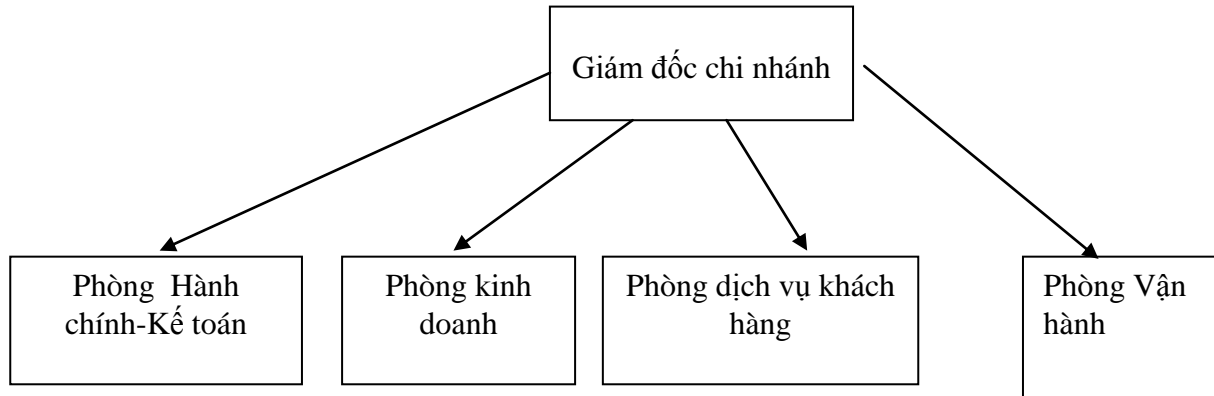 Giám đốc chi nhánh
Phòng Hành
chính-Kế toán
Phòng kinh
doanh
Phòng dịch vụ khách
hàng
Phòng Vận
hành